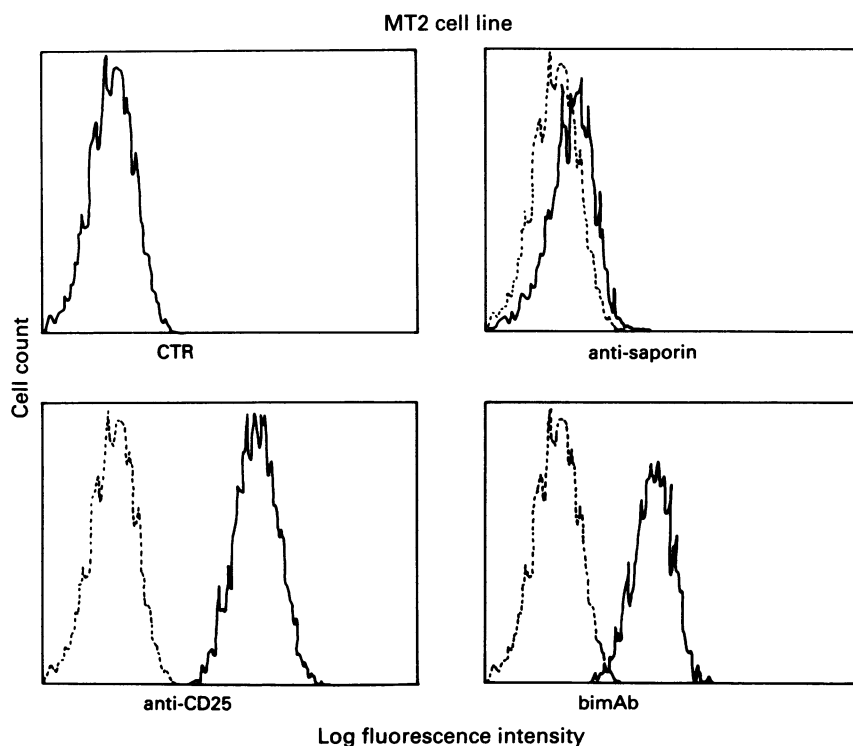 MT2 cell line
CTR
anti-saporin
Cell count
anti-CD25
bimAb
Log fluorescence intensity